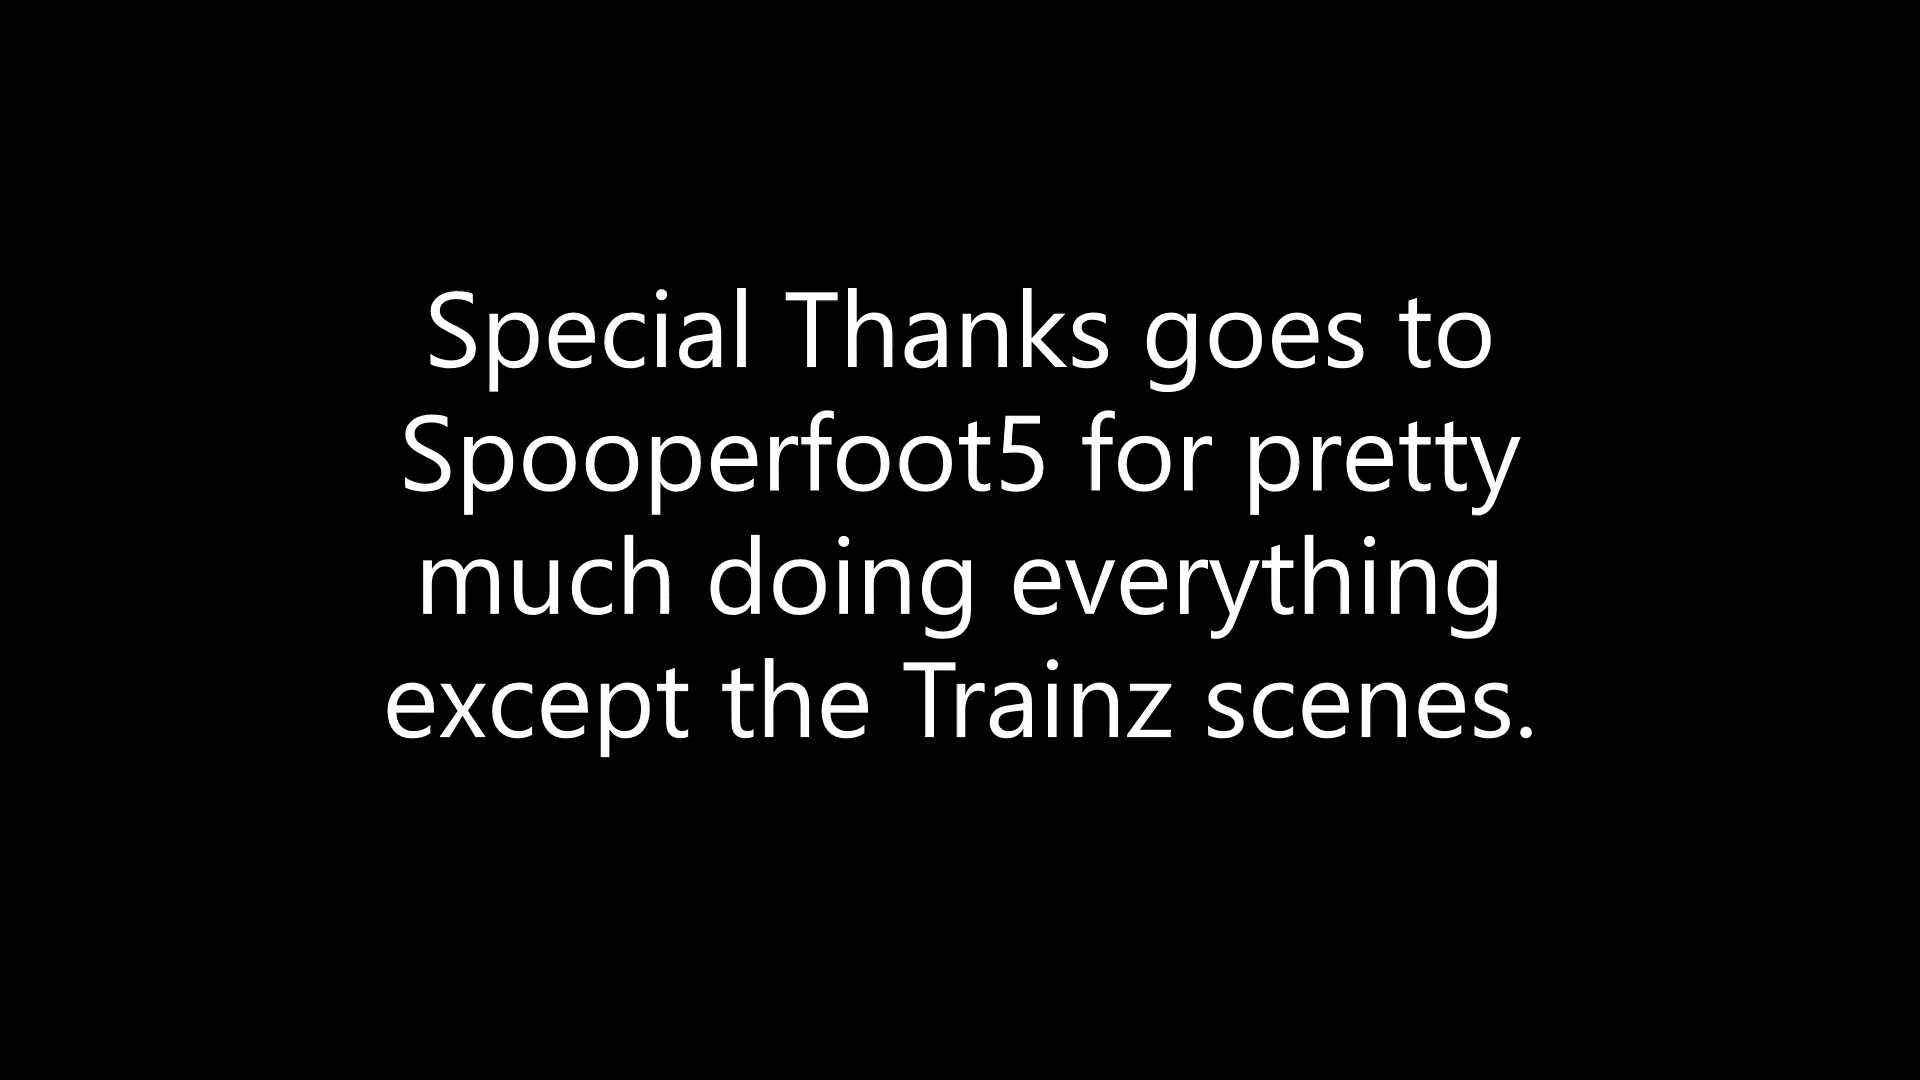 Special Thanks goes to
Spooperfoot5 for pretty
much doing everything
except the Trainz scenes.